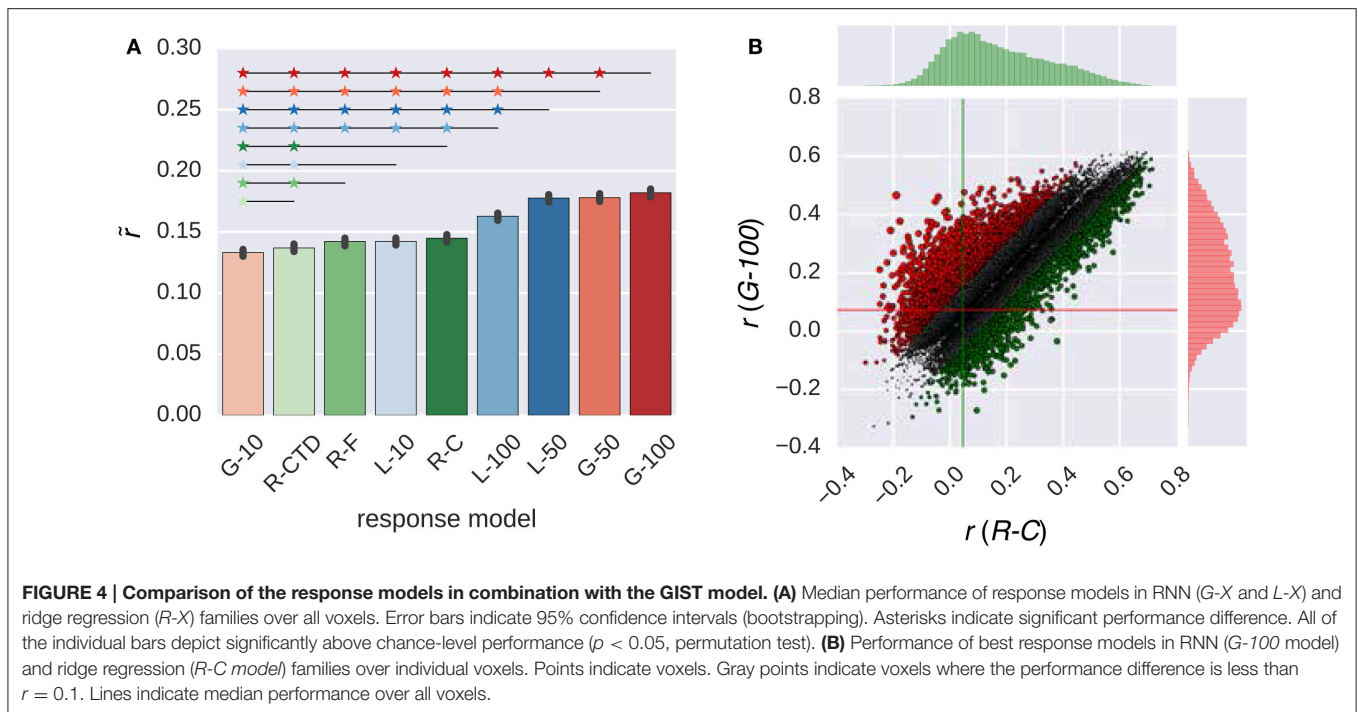 A
0.30
0.25
0.20
0.15
0.10
0.05
0.00
r̃
G-10
R-CTD
R-F
L-10
R-C
L-100
L-50
G-50
G-100
response model
B
0.8
0.6
0.4
0.2
0.0
−0.2
−0.4
r (G-100)
−0.4
−0.2
0.0
0.2
0.4
0.6
0.8
r (R-C)
FIGURE 4 | Comparison of the response models in combination with the GIST model. (A) Median performance of response models in RNN (G-X and L-X) and
ridge regression (R-X) families over all voxels. Error bars indicate 95% confidence intervals (bootstrapping). Asterisks indicate significant performance difference. All of
the individual bars depict significantly above chance-level performance (p < 0.05, permutation test). (B) Performance of best response models in RNN (G-100 model)
and ridge regression (R-C model) families over individual voxels. Points indicate voxels. Gray points indicate voxels where the performance difference is less than
r = 0.1. Lines indicate median performance over all voxels.